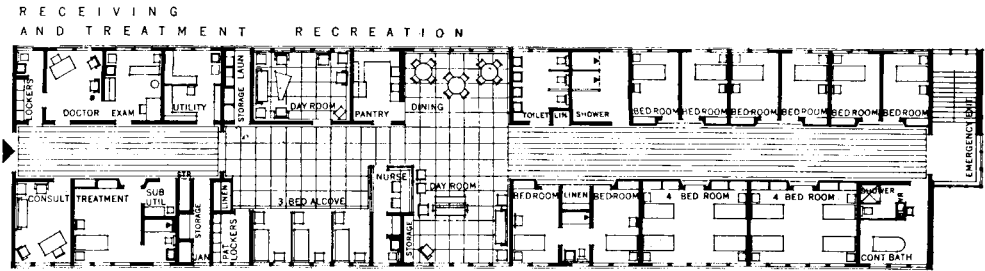 RECEIVING
AND TREATMENT RECREATION
LOCKERS
DOCTOR
EXAM
UTILITY
STORAGE
LAUN
DAY ROOM
PANTRY
DINING
TOILET
LIN
SHOWER
BEDROOM
BEDROOM
BEDROOM
BEDROOM
BEDROOM
BEDROOM
EMERGENCY EXIT
CONSULT
TREATMENT
SUB
UTIL
STR
STORAGE
JAN
LINEN
PAT
LOCKERS
3 BED ALCOVE
NURSE
STORAGE
DAY ROOM
BEDROOM
LINEN
BEDROOM
4 BED ROOM
4 BED ROOM
SHOWER
CONT BATH